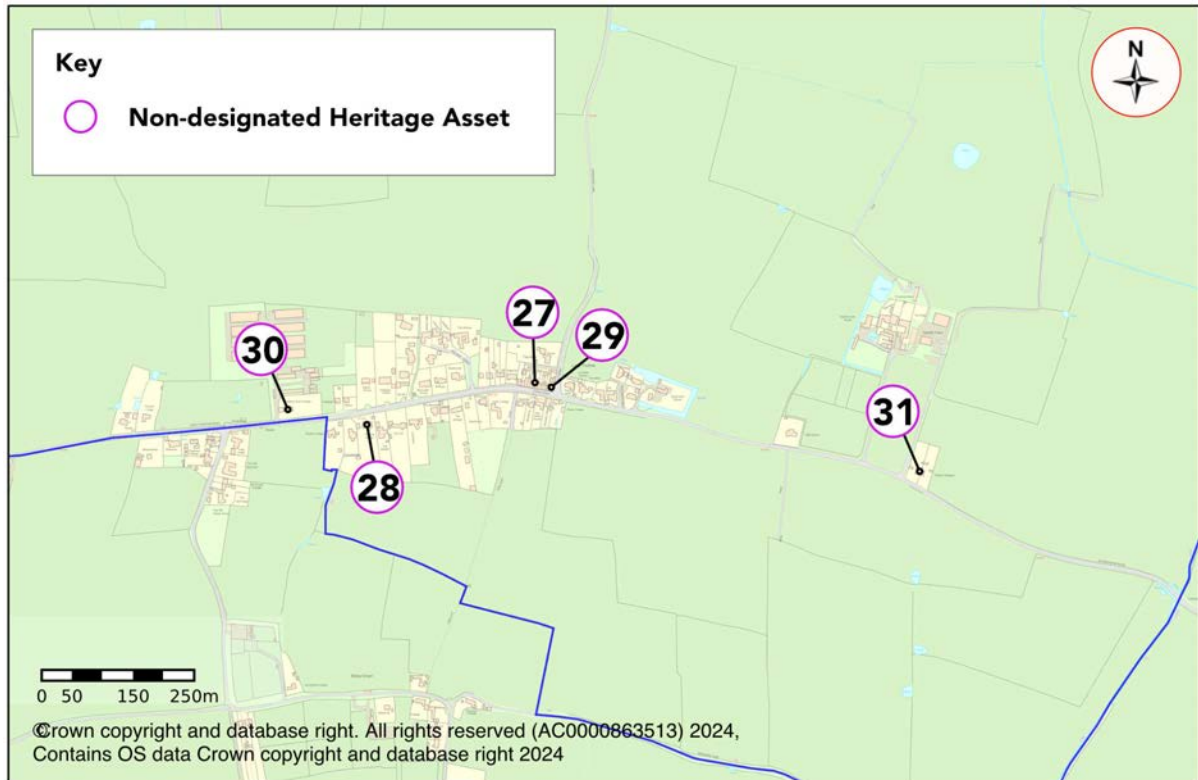 Key
Non-designated Heritage Asset
N
27
29
30
31
28
0 50 150 250m
©Crown copyright and database right. All rights reserved (AC0000863513) 2024,
Contains OS data Crown copyright and database right 2024